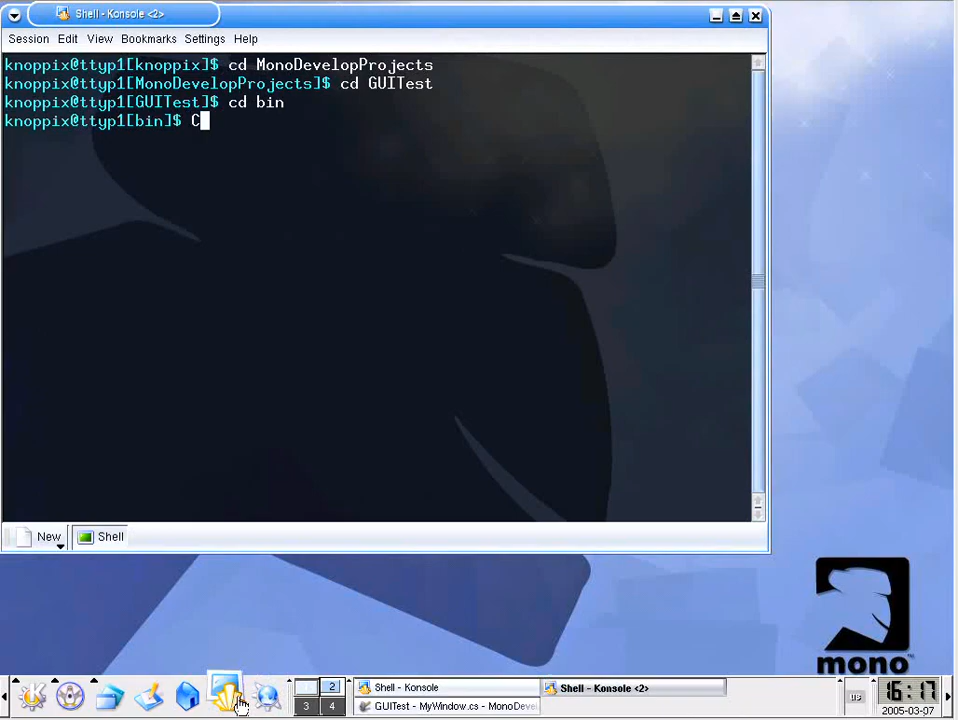 Shell - Konsole <2>
Session Edit View Bookmarks Settings Help
knoppix@ttyp1[knoppix]$ cd MonoDevelopProjects
knoppix@ttyp1[MonoDevelopProjects]$ cd GUITest
knoppix@ttyp1[GUITest]$ cd bin
knoppix@ttyp1[bin]$ C
New Shell
mono
2
3 4
Shell - Konsole
Shell - Konsole <2>
GUITest - MyWindow.cs - MonoDevel
us
16:17
2005-03-07